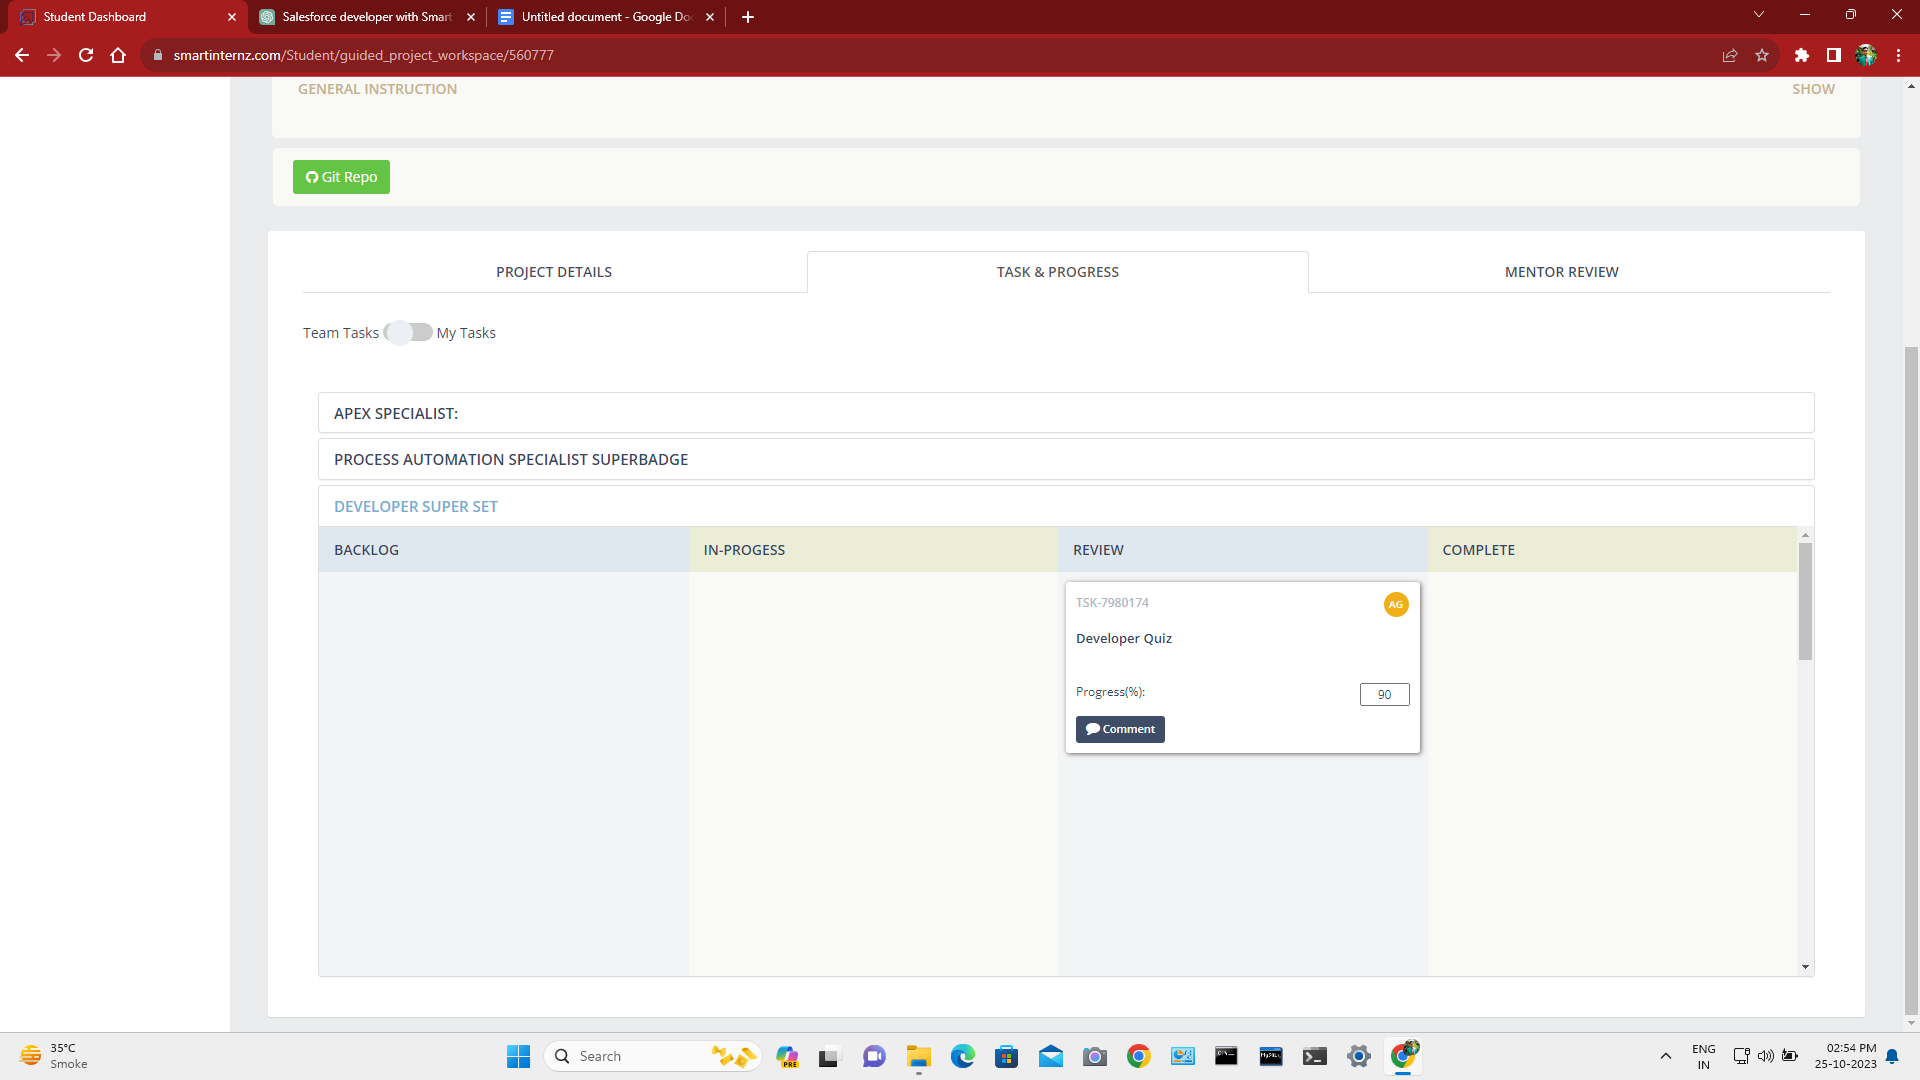 Student Dashboard
Salesforce developer with Smart
Untitled document - Google Do
smartinternz.com/Student/guided_project_workspace/560777
GENERAL INSTRUCTION
SHOW
Git Repo
PROJECT DETAILS
TASK & PROGRESS
MENTOR REVIEW
Team Tasks
My Tasks
APEX SPECIALIST:
PROCESS AUTOMATION SPECIALIST SUPERBADGE
DEVELOPER SUPER SET
BACKLOG
IN-PROGESS
REVIEW
COMPLETE
TSK-7980174
AG
Developer Quiz
Progress(%):
90
Comment
35°C
Smoke
Search
PRE
MySQL
ENG
IN
02:54 PM
25-10-2023